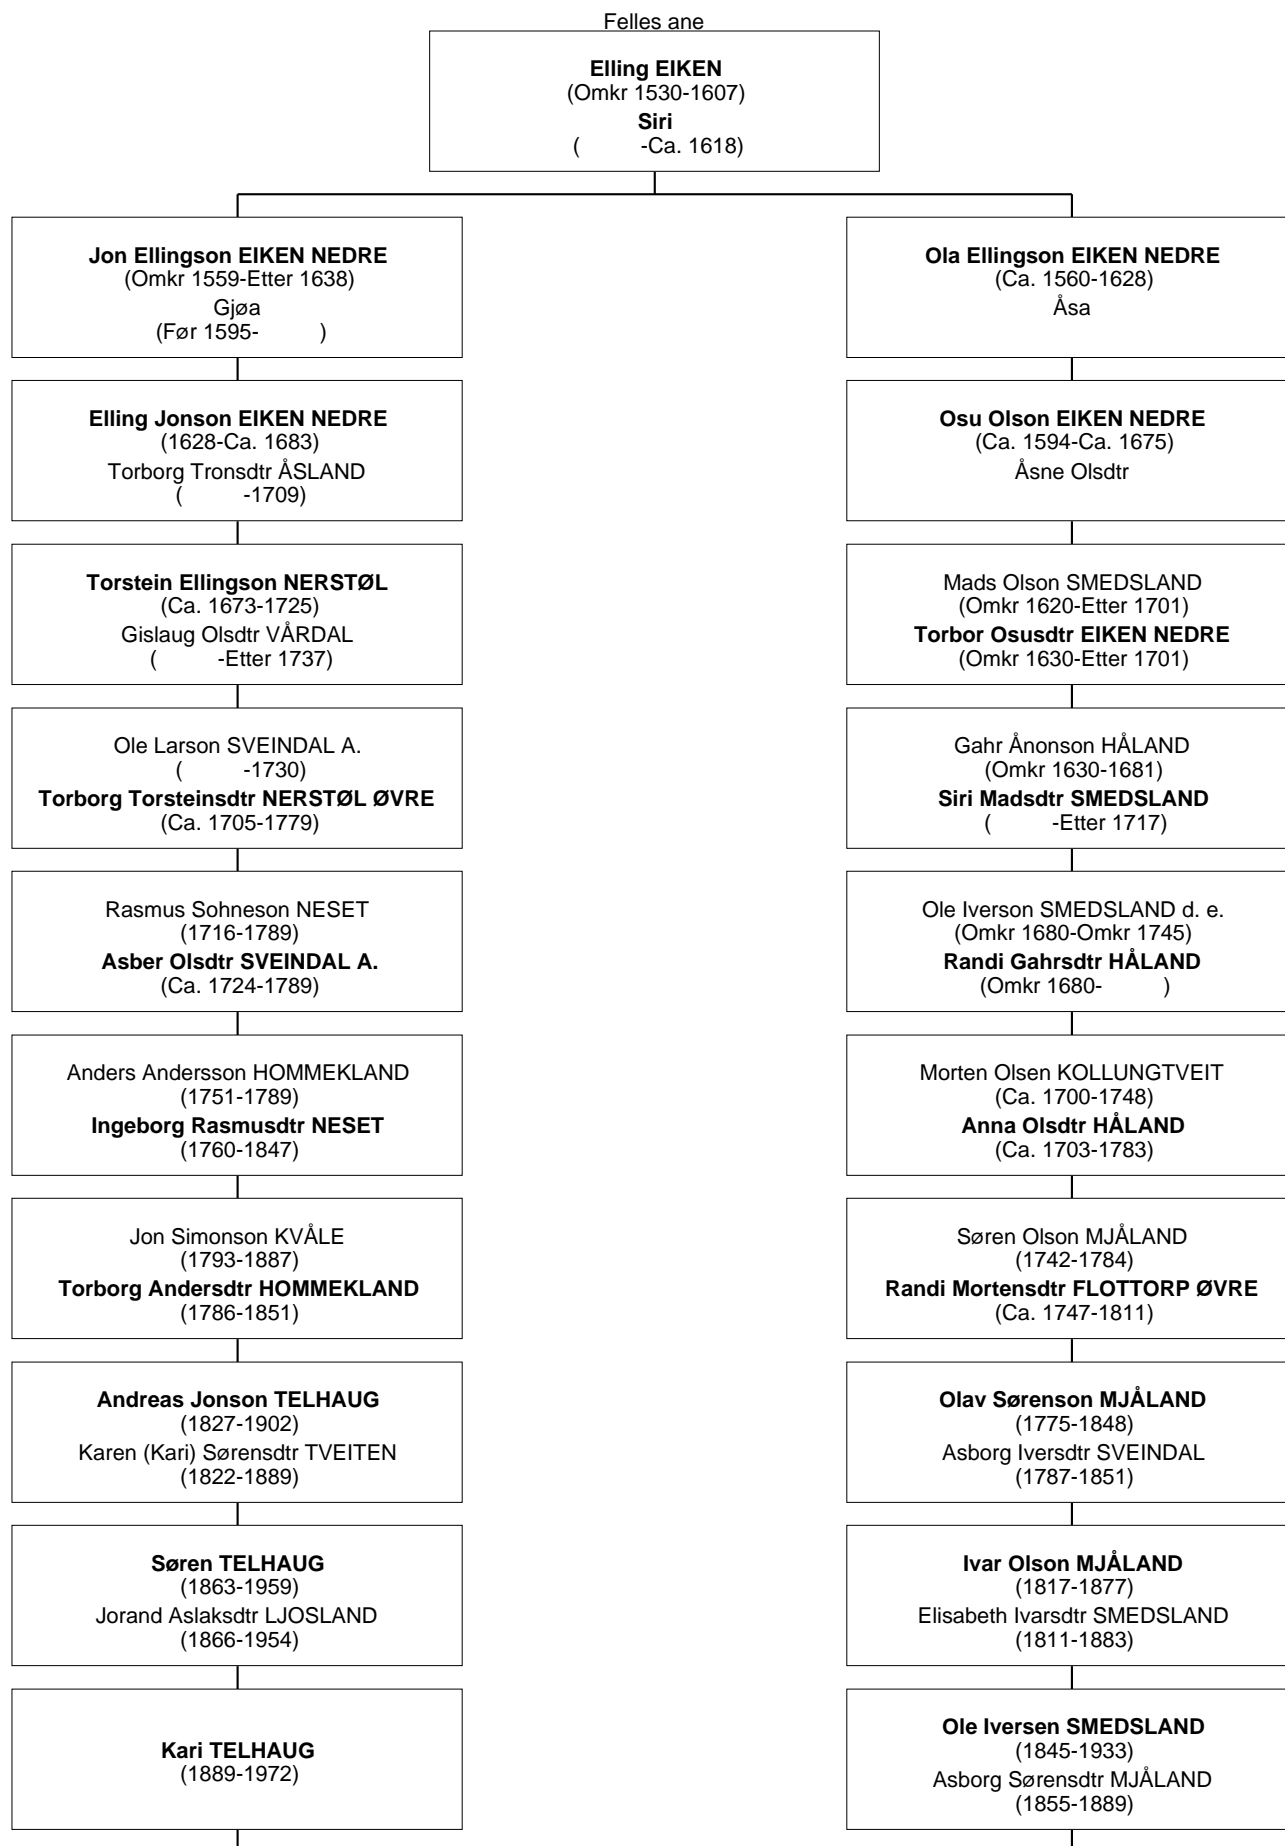 Felles ane
Elling EIKEN
(Omkr 1530-1607)
Siri
(          -Ca. 1618)
Jon Ellingson EIKEN NEDRE
(Omkr 1559-Etter 1638)
Gjøa
(Før 1595-          )
Elling Jonson EIKEN NEDRE
(1628-Ca. 1683)
Torborg Tronsdtr ÅSLAND
(          -1709)
Torstein Ellingson NERSTØL
(Ca. 1673-1725)
Gislaug Olsdtr VÅRDAL
(          -Etter 1737)
Ole Larson SVEINDAL A.
(          -1730)
Torborg Torsteinsdtr NERSTØL ØVRE
(Ca. 1705-1779)
Rasmus Sohneson NESET
(1716-1789)
Asber Olsdtr SVEINDAL A.
(Ca. 1724-1789)
Anders Andersson HOMMEKLAND
(1751-1789)
Ingeborg Rasmusdtr NESET
(1760-1847)
Jon Simonson KVÅLE
(1793-1887)
Torborg Andersdtr HOMMEKLAND
(1786-1851)
Andreas Jonson TELHAUG
(1827-1902)
Karen (Kari) Sørensdtr TVEITEN
(1822-1889)
Søren TELHAUG
(1863-1959)
Jorand Aslaksdtr LJOSLAND
(1866-1954)
Kari TELHAUG
(1889-1972)
Ola Ellingson EIKEN NEDRE
(Ca. 1560-1628)
Åsa
Osu Olson EIKEN NEDRE
(Ca. 1594-Ca. 1675)
Åsne Olsdtr
Mads Olson SMEDSLAND
(Omkr 1620-Etter 1701)
Torbor Osusdtr EIKEN NEDRE
(Omkr 1630-Etter 1701)
Gahr Ånonson HÅLAND
(Omkr 1630-1681)
Siri Madsdtr SMEDSLAND
(          -Etter 1717)
Ole Iverson SMEDSLAND d. e.
(Omkr 1680-Omkr 1745)
Randi Gahrsdtr HÅLAND
(Omkr 1680-          )
Morten Olsen KOLLUNGTVEIT
(Ca. 1700-1748)
Anna Olsdtr HÅLAND
(Ca. 1703-1783)
Søren Olson MJÅLAND
(1742-1784)
Randi Mortensdtr FLOTTORP ØVRE
(Ca. 1747-1811)
Olav Sørenson MJÅLAND
(1775-1848)
Asborg Iversdtr SVEINDAL
(1787-1851)
Ivar Olson MJÅLAND
(1817-1877)
Elisabeth Ivarsdtr SMEDSLAND
(1811-1883)
Ole Iversen SMEDSLAND
(1845-1933)
Asborg Sørensdtr MJÅLAND
(1855-1889)